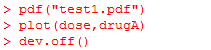 > pdf("test1.pdf")
> plot(dose,drugA)
> dev.off()